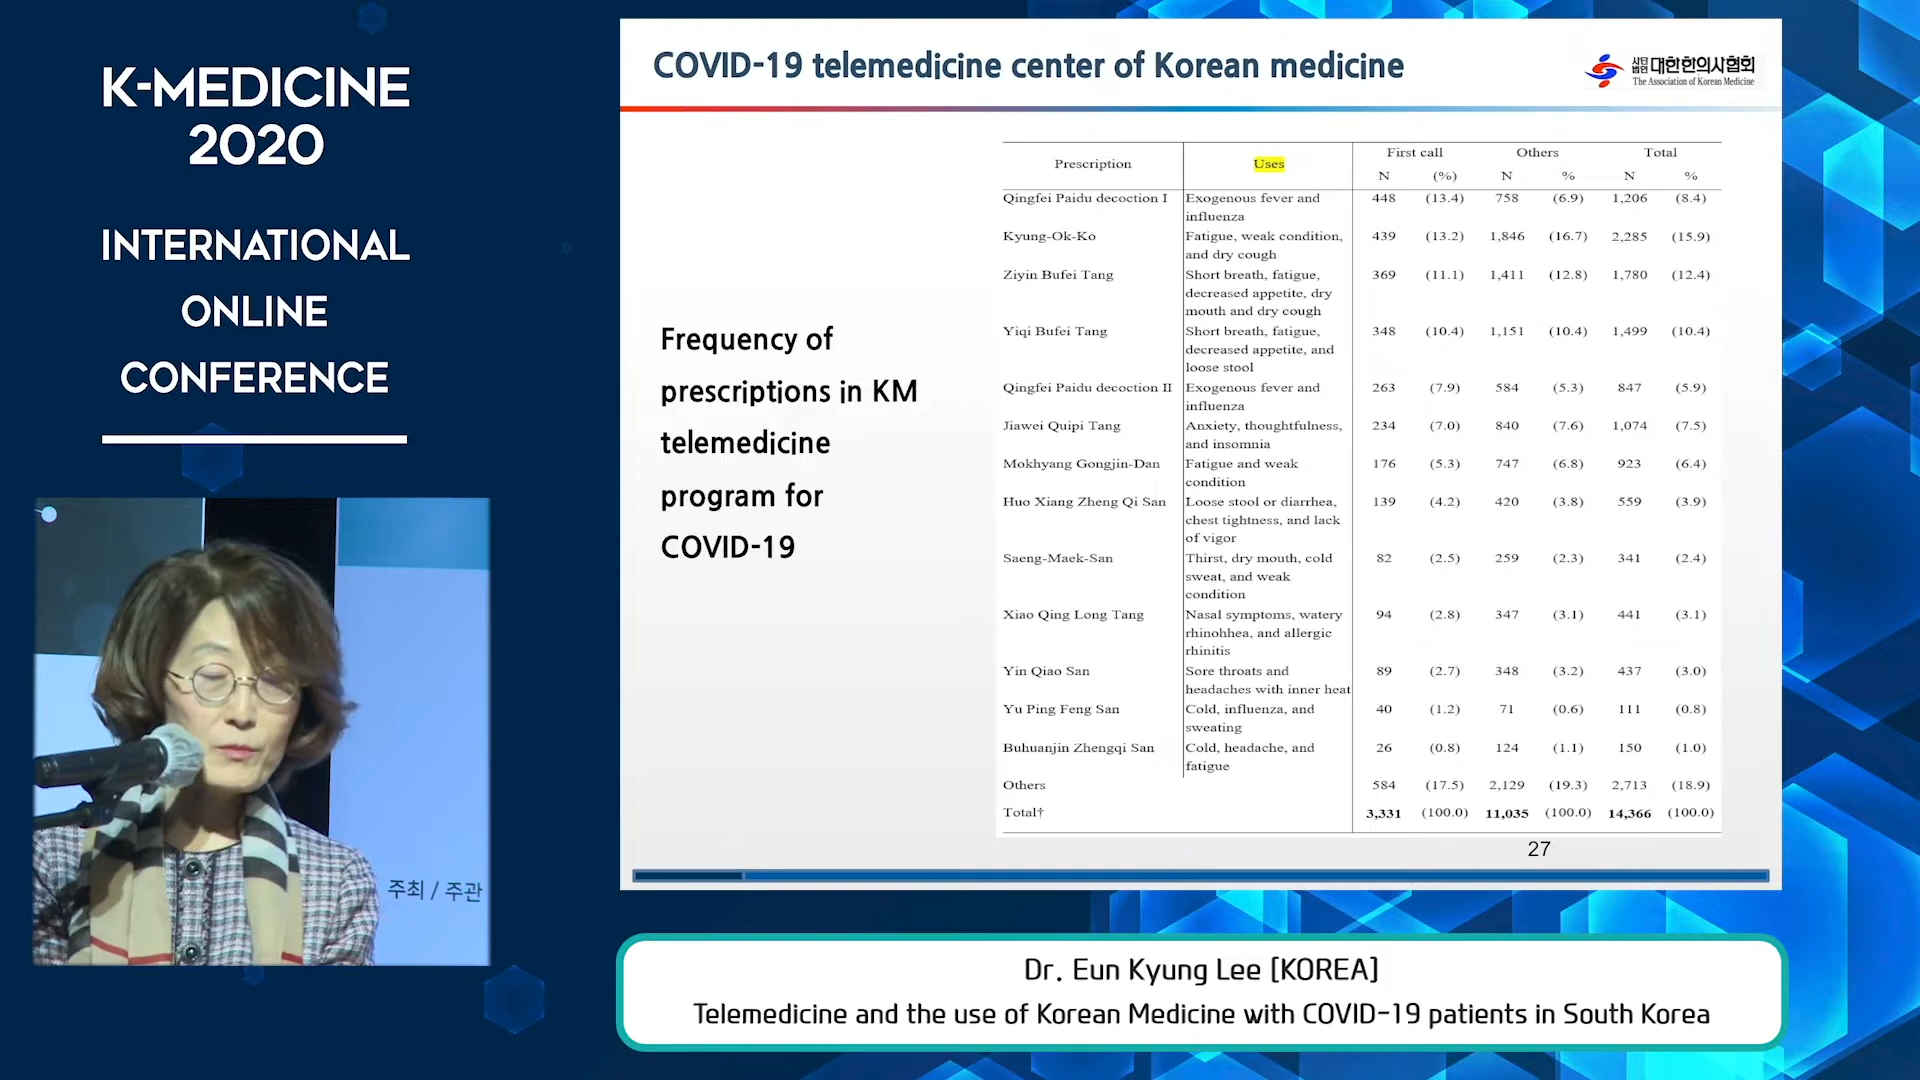 K-MEDICINE
2020
INTERNATIONAL
ONLINE
CONFERENCE
주최 / 주관
COVID-19 telemedicine center of Korean medicine
사단법인 대한한의사협회
The Association of Korean Medicine
Frequency of
prescriptions in KM
telemedicine
program for
COVID-19
Prescription Uses First call Others Total
N (%) N % N %
Qingfei Paidu decoction I Exogenous fever and 448 (13.4) 758 (6.9) 1,206 (8.4)
influenza
Kyung-Ok-Ko Fatigue, weak condition, 439 (13.2) 1,846 (16.7) 2,285 (15.9)
and dry cough
Ziyin Bufei Tang Short breath, fatigue, 369 (11.1) 1,411 (12.8) 1,780 (12.4)
decreased appetite, dry
mouth and dry cough
Yiqi Bufei Tang Short breath, fatigue, 348 (10.4) 1,151 (10.4) 1,499 (10.4)
decreased appetite, and
loose stool
Qingfei Paidu decoction II Exogenous fever and 263 (7.9) 584 (5.3) 847 (5.9)
influenza
Jiawei Quipi Tang Anxiety, thoughtfulness, 234 (7.0) 840 (7.6) 1,074 (7.5)
and insomnia
Mokhyang Gongjin-Dan Fatigue and weak 176 (5.3) 747 (6.8) 923 (6.4)
condition
Huo Xiang Zheng Qi San Loose stool or diarrhea, 139 (4.2) 420 (3.8) 559 (3.9)
chest tightness, and lack
of vigor
Saeng-Maek-San Thirst, dry mouth, cold 82 (2.5) 259 (2.3) 341 (2.4)
sweat, and weak
condition
Xiao Qing Long Tang Nasal symptoms, watery 94 (2.8) 347 (3.1) 441 (3.1)
rhinohhea, and allergic
rhinitis
Yin Qiao San Sore throats and 89 (2.7) 348 (3.2) 437 (3.0)
headaches with inner heat
Yu Ping Feng San Cold, influenza, and 40 (1.2) 71 (0.6) 111 (0.8)
sweating
Buhuanjin Zhengqi San Cold, headache, and 26 (0.8) 124 (1.1) 150 (1.0)
fatigue
Others 584 (17.5) 2,129 (19.3) 2,713 (18.9)
Total† 3,331 (100.0) 11,035 (100.0) 14,366 (100.0)
27
Dr. Eun Kyung Lee [KOREA]
Telemedicine and the use of Korean Medicine with COVID-19 patients in South Korea